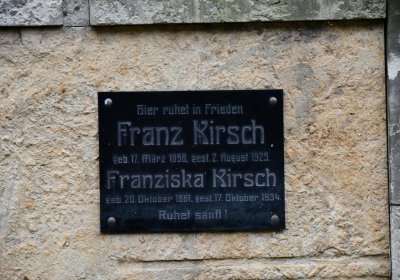 Hier ruhet in Frieden
Franz Kirsch
geb. 17. März 1858, gest. 2. August 1925.
Franziska Kirsch
geb. 20. Oktober 1861, gest. 17. Oktober 1934.
Ruhet sanft!